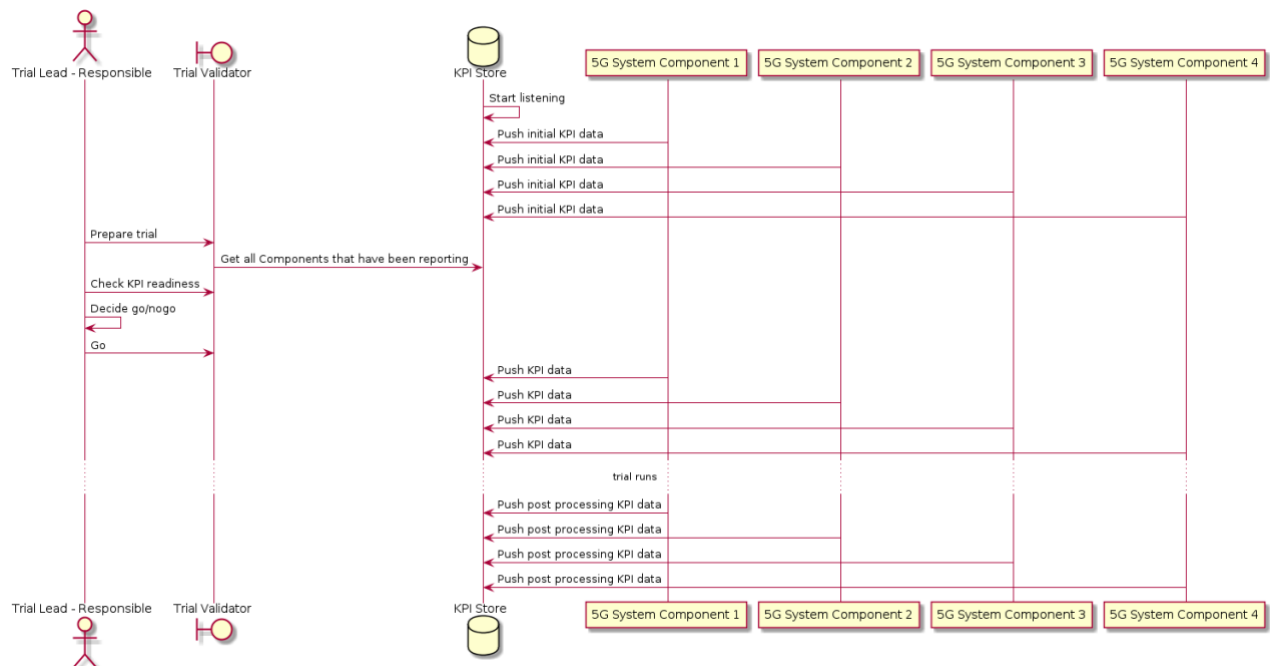 Trial Lead - Responsible
Trial Validator
KPI Store
5G System Component 1
5G System Component 2
5G System Component 3
5G System Component 4
Start listening
Push initial KPI data
Push initial KPI data
Push initial KPI data
Push initial KPI data
Prepare trial
Get all Components that have been reporting
Check KPI readiness
Decide go/nogo
Go
Push KPI data
Push KPI data
Push KPI data
Push KPI data
trial runs
Push post processing KPI data
Push post processing KPI data
Push post processing KPI data
Push post processing KPI data
Trial Lead - Responsible
Trial Validator
KPI Store
5G System Component 1
5G System Component 2
5G System Component 3
5G System Component 4